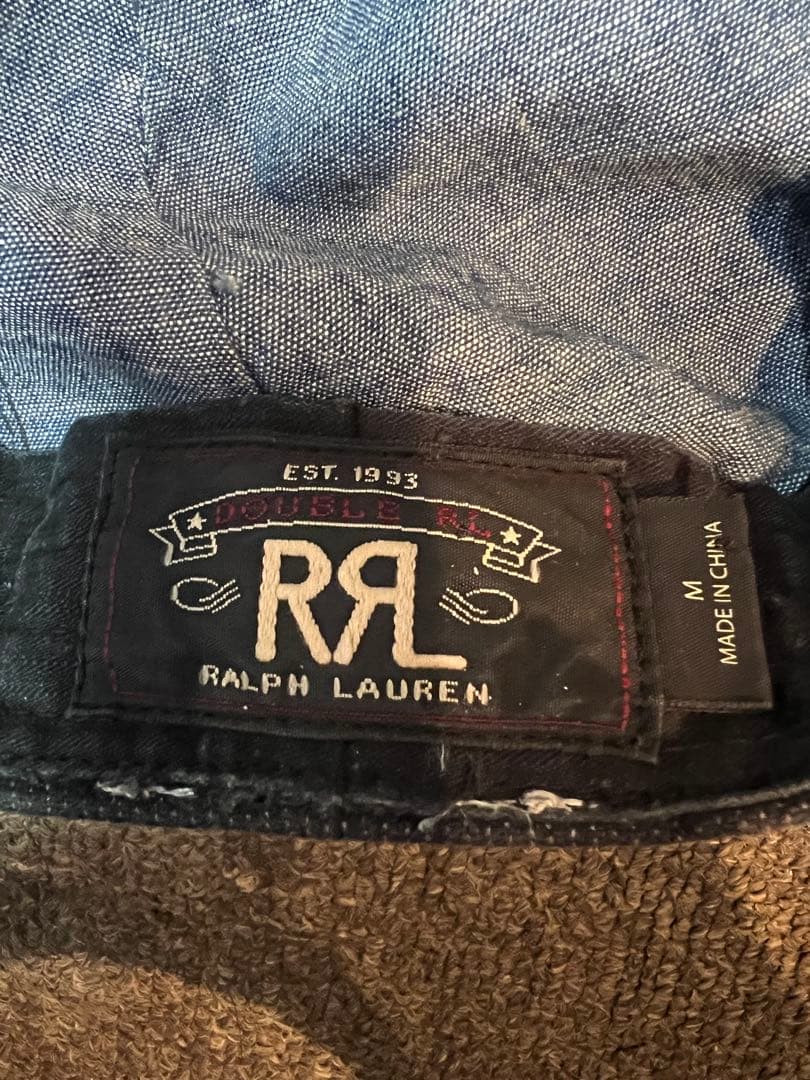 EST. 1993
DOUBLE RL
RRL
RALPH LAUREN
M
MADE IN CHINA